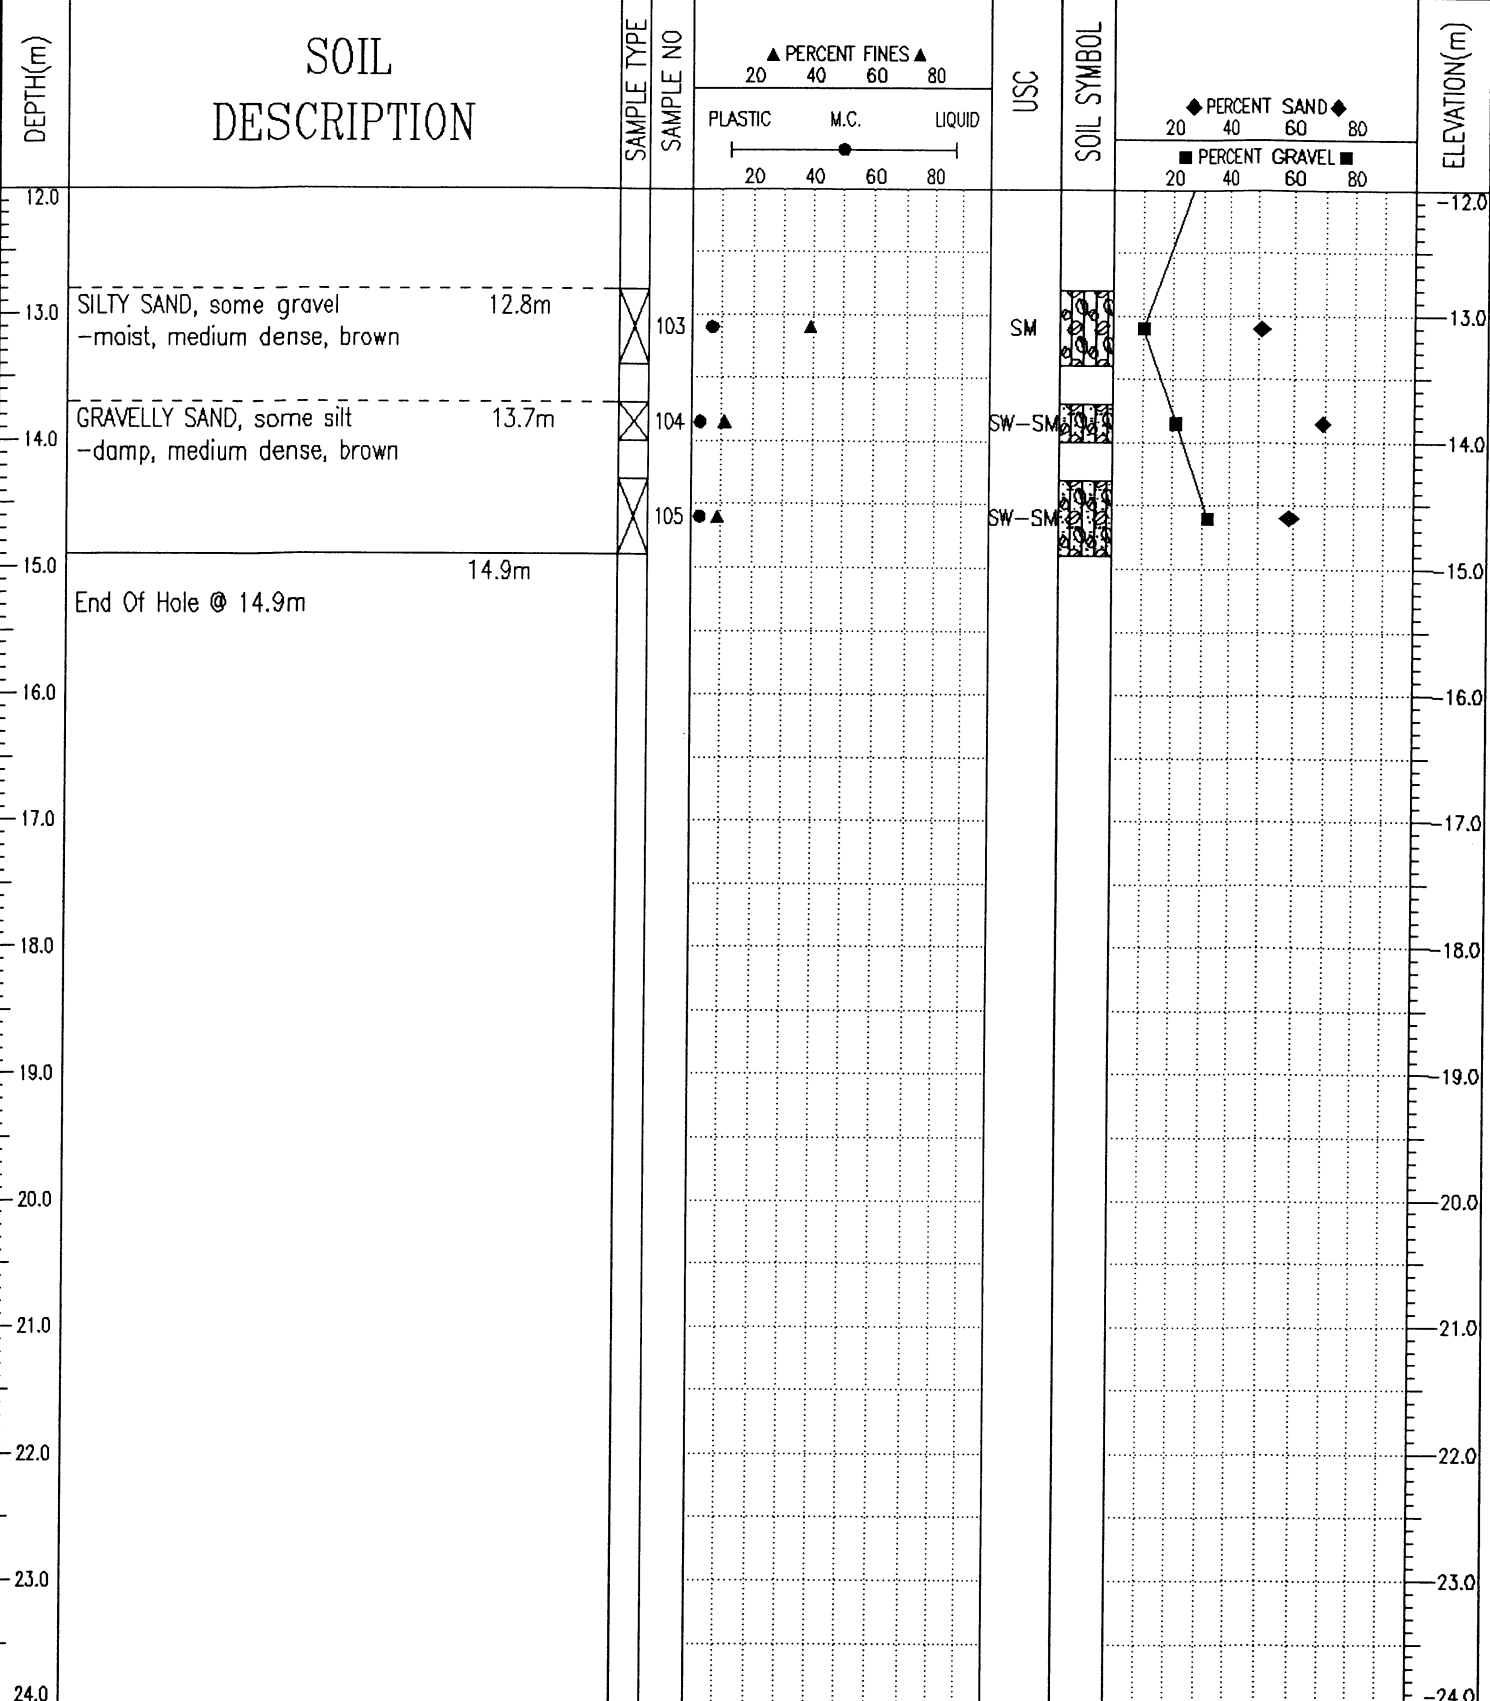 DEPTH(m)
SOIL
DESCRIPTION
SAMPLE TYPE
SAMPLE NO
▲ PERCENT FINES ▲
20 40 60 80
PLASTIC M.C. LIQUID
20 40 60 80
USC
SOIL SYMBOL
◆ PERCENT SAND ◆
20 40 60 80
■ PERCENT GRAVEL ■
20 40 60 80
ELEVATION(m)
12.0
-12.0
SILTY SAND, some gravel 12.8m
13.0
-13.0
-moist, medium dense, brown
103
SM
GRAVELLY SAND, some silt 13.7m
104
SW-SM
14.0
-14.0
-damp, medium dense, brown
105
SW-SM
15.0
14.9m
-15.0
End Of Hole @ 14.9m
16.0
-16.0
17.0
-17.0
18.0
-18.0
19.0
-19.0
20.0
-20.0
21.0
-21.0
22.0
-22.0
23.0
-23.0
24.0
-24.0